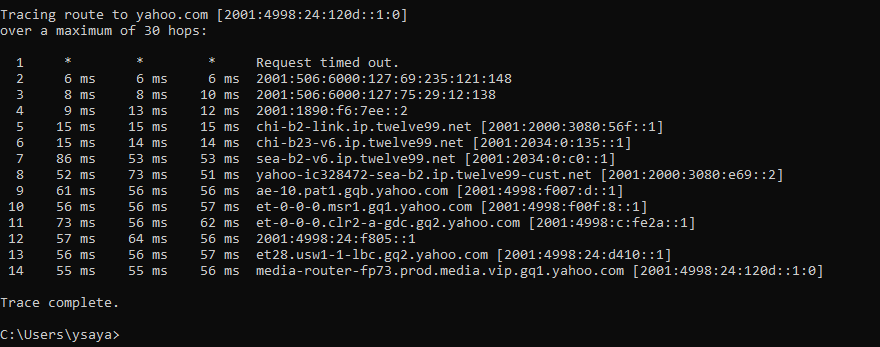 Tracing route to yahoo.com [2001:4998:24:120d::1:0]
over a maximum of 30 hops:
1 * * * Request timed out.
2 6 ms 6 ms 6 ms 2001:506:6000:127:69:235:121:148
3 8 ms 8 ms 10 ms 2001:506:6000:127:75:29:12:138
4 9 ms 13 ms 12 ms 2001:1890:f6:7ee::2
5 15 ms 15 ms 15 ms chi-b2-link.ip.twelve99.net [2001:2000:3080:56f::1]
6 15 ms 14 ms 14 ms chi-b23-v6.ip.twelve99.net [2001:2034:0:135::1]
7 86 ms 53 ms 53 ms sea-b2-v6.ip.twelve99.net [2001:2034:0:c0::1]
8 52 ms 73 ms 51 ms yahoo-ic328472-sea-b2.ip.twelve99-cust.net [2001:2000:3080:e69::2]
9 61 ms 56 ms 56 ms ae-10.pat1.gqb.yahoo.com [2001:4998:f007:d::1]
10 56 ms 56 ms 57 ms et-0-0-0.msr1.gq1.yahoo.com [2001:4998:f00f:8::1]
11 73 ms 56 ms 62 ms et-0-0-0.clr2-a-gdc.gq2.yahoo.com [2001:4998:c:fe2a::1]
12 57 ms 64 ms 56 ms 2001:4998:24:f805::1
13 56 ms 56 ms 57 ms et28.usw1-1-lbc.gq2.yahoo.com [2001:4998:24:d410::1]
14 55 ms 55 ms 56 ms media-router-fp73.prod.media.vip.gq1.yahoo.com [2001:4998:24:120d::1:0]
Trace complete.
C:\Users\ysaya>